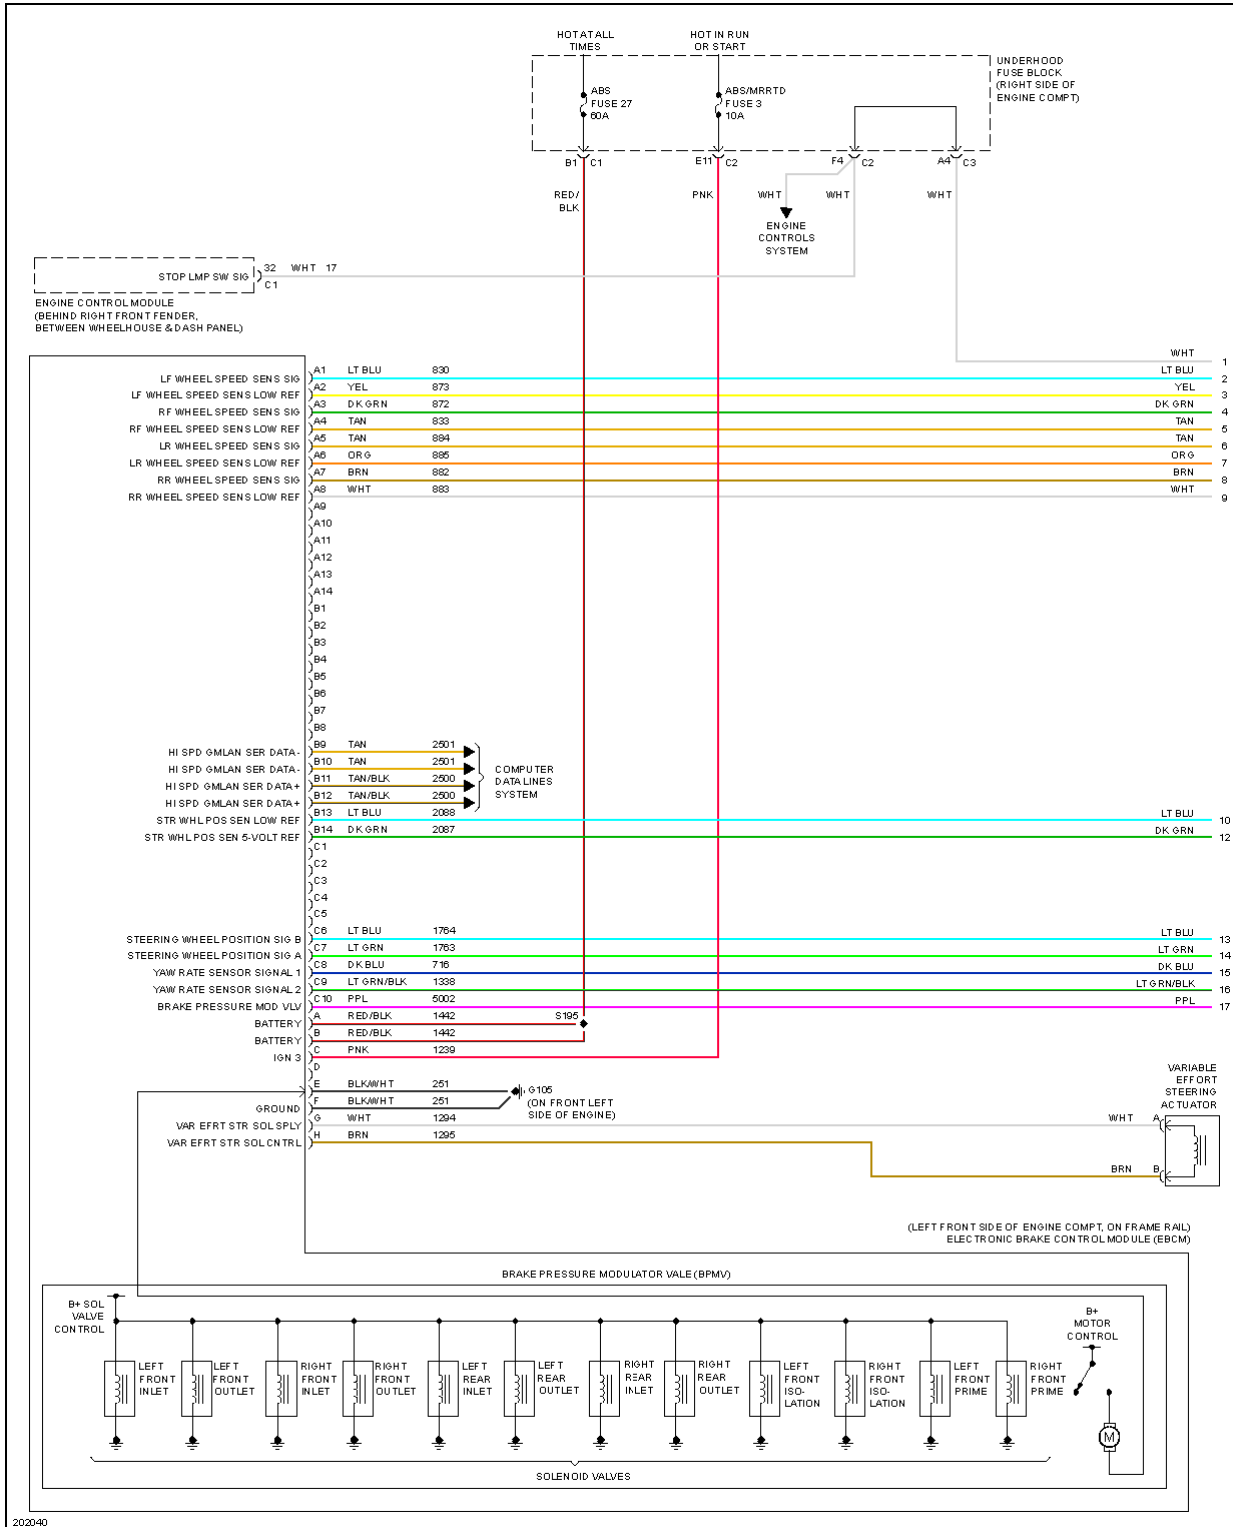 HOT AT ALL
TIMES
HOT IN RUN
OR START
UNDERHOOD
FUSE BLOCK
(RIGHT SIDE OF
ENGINE COMPT)
ABS
FUSE 27
60A
ABS/MRRTD
FUSE 3
10A
B1 C1
E11 C2
F4 C2
A4 C3
RED/
BLK
PNK
WHT
WHT
WHT
ENGINE
CONTROLS
SYSTEM
STOP LMP SW SIG
32 WHT 17
C1
ENGINE CONTROL MODULE
(BEHIND RIGHT FRONT FENDER,
BETWEEN WHEELHOUSE & DASH PANEL)
WHT 1
LF WHEEL SPEED SENS SIG A1 LT BLU 830 LT BLU 2
LF WHEEL SPEED SENS LOW REF A2 YEL 873 YEL 3
RF WHEEL SPEED SENS SIG A3 DK GRN 872 DK GRN 4
RF WHEEL SPEED SENS LOW REF A4 TAN 833 TAN 5
LR WHEEL SPEED SENS SIG A5 TAN 884 TAN 6
LR WHEEL SPEED SENS LOW REF A6 ORG 885 ORG 7
RR WHEEL SPEED SENS SIG A7 BRN 882 BRN 8
RR WHEEL SPEED SENS LOW REF A8 WHT 883 WHT 9
A9
A10
A11
A12
A13
A14
B1
B2
B3
B4
B5
B6
B7
B8
HI SPD GMLAN SER DATA- B9 TAN 2501
HI SPD GMLAN SER DATA- B10 TAN 2501
HI SPD GMLAN SER DATA+ B11 TAN/BLK 2500
HI SPD GMLAN SER DATA+ B12 TAN/BLK 2500
COMPUTER
DATA LINES
SYSTEM
STR WHL POS SEN LOW REF B13 LT BLU 2088 LT BLU 10
STR WHL POS SEN 5-VOLT REF B14 DK GRN 2087 DK GRN 12
C1
C2
C3
C4
C5
STEERING WHEEL POSITION SIG B C6 LT BLU 1764 LT BLU 13
STEERING WHEEL POSITION SIG A C7 LT GRN 1763 LT GRN 14
YAW RATE SENSOR SIGNAL 1 C8 DK BLU 716 DK BLU 15
YAW RATE SENSOR SIGNAL 2 C9 LT GRN/BLK 1338 LT GRN/BLK 16
BRAKE PRESSURE MOD VLV C10 PPL 5002 PPL 17
BATTERY A RED/BLK 1442 S195
BATTERY B RED/BLK 1442
IGN 3 C PNK 1239
D
E BLK/WHT 251
GROUND F BLK/WHT 251
G105
(ON FRONT LEFT
SIDE OF ENGINE)
VAR EFRT STR SOL SPLY G WHT 1294 WHT A
VAR EFRT STR SOL CNTRL H BRN 1295 BRN B
VARIABLE
EFFORT
STEERING
ACTUATOR
(LEFT FRONT SIDE OF ENGINE COMPT, ON FRAME RAIL)
ELECTRONIC BRAKE CONTROL MODULE (EBCM)
BRAKE PRESSURE MODULATOR VALE (BPMV)
B+ SOL
VALVE
CONTROL
B+
MOTOR
CONTROL
LEFT
FRONT
INLET
LEFT
FRONT
OUTLET
RIGHT
FRONT
INLET
RIGHT
FRONT
OUTLET
LEFT
REAR
INLET
LEFT
REAR
OUTLET
RIGHT
REAR
INLET
RIGHT
REAR
OUTLET
LEFT
FRONT
ISO-
LATION
RIGHT
FRONT
ISO-
LATION
LEFT
FRONT
PRIME
RIGHT
FRONT
PRIME
M
SOLENOID VALVES
202040